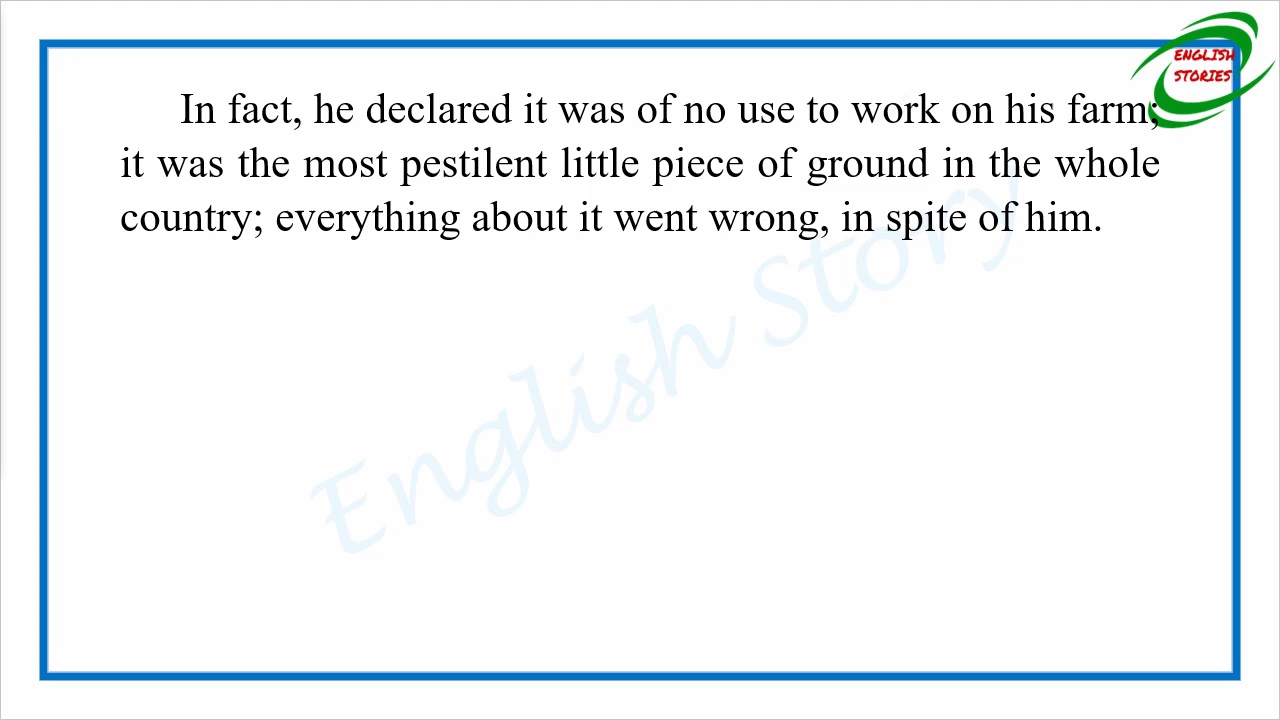 ENGLISH
STORIES
In fact, he declared it was of no use to work on his farm;
it was the most pestilent little piece of ground in the whole
country; everything about it went wrong, in spite of him.
English Story